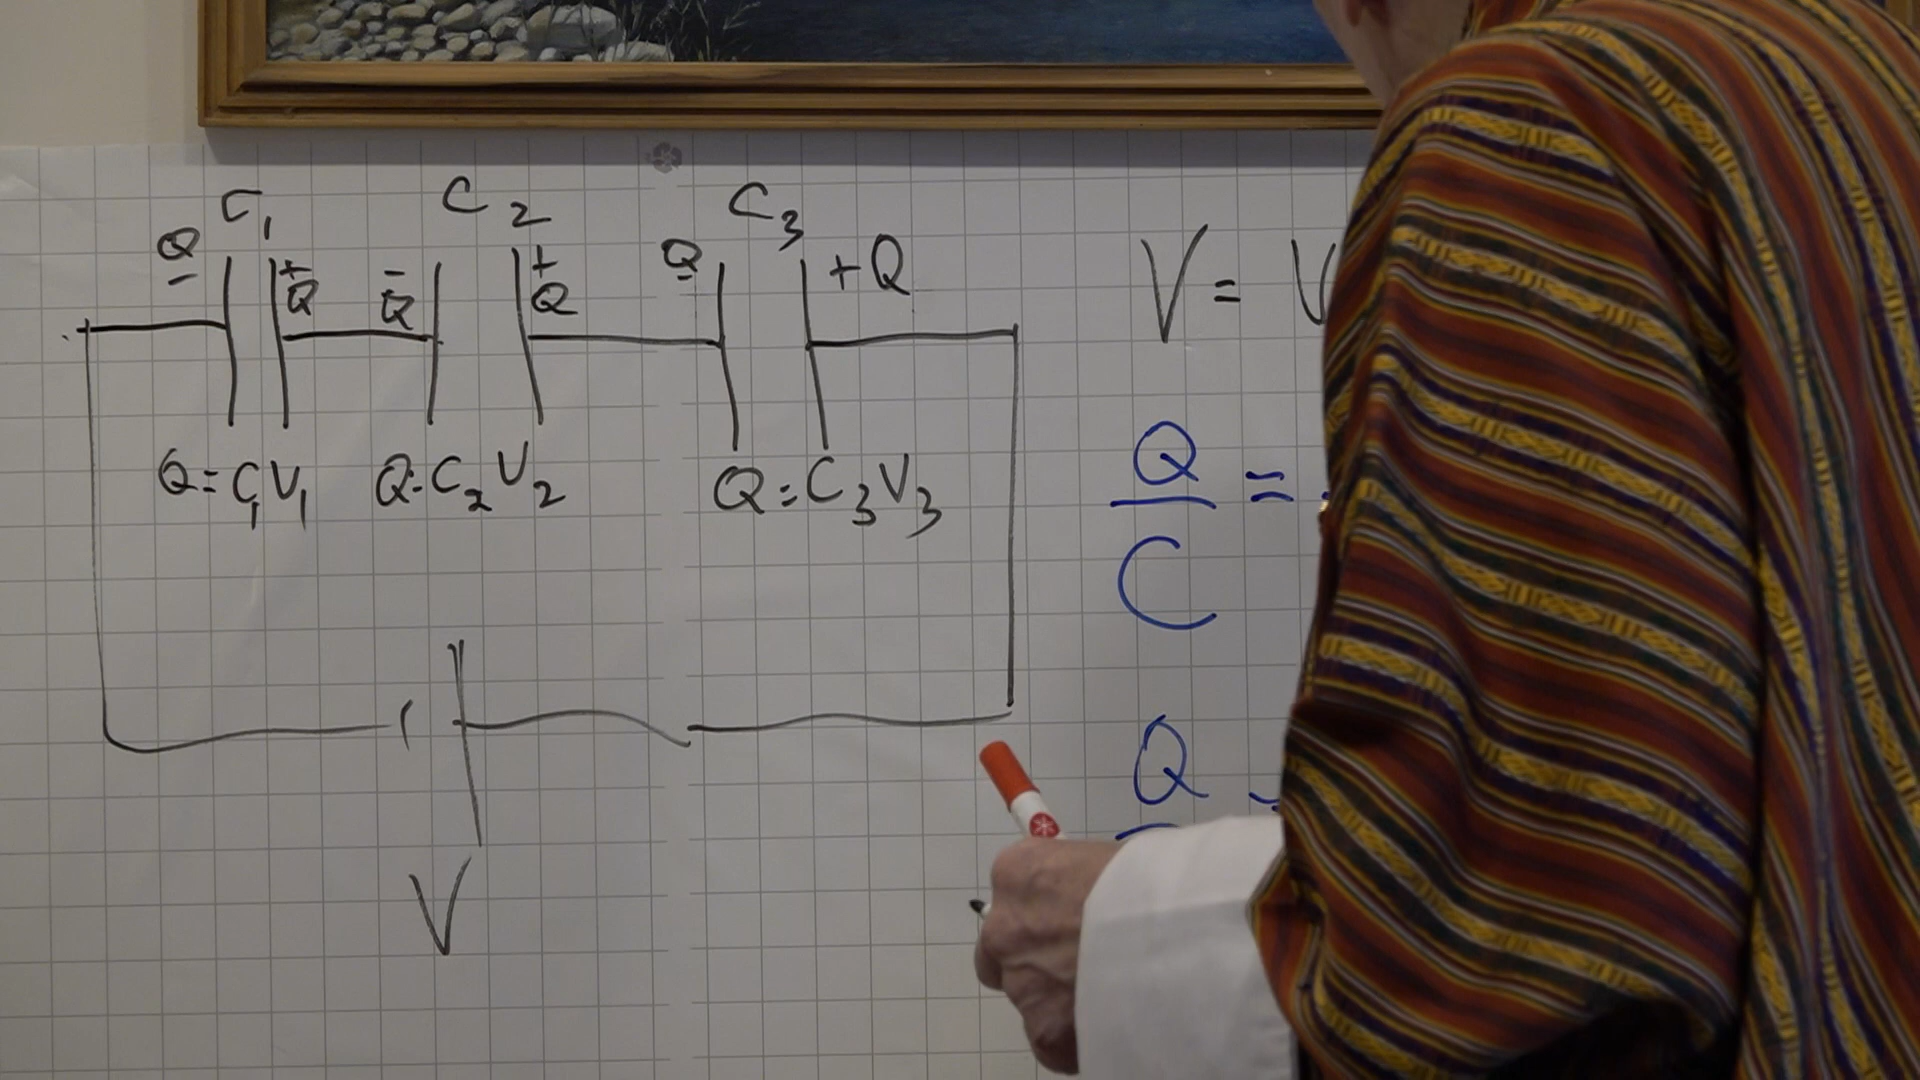 C1 C2 C3
-Q +Q -Q +Q -Q +Q
Q=C1V1 Q=C2V2 Q=C3V3
V
V= V
Q/C =
Q